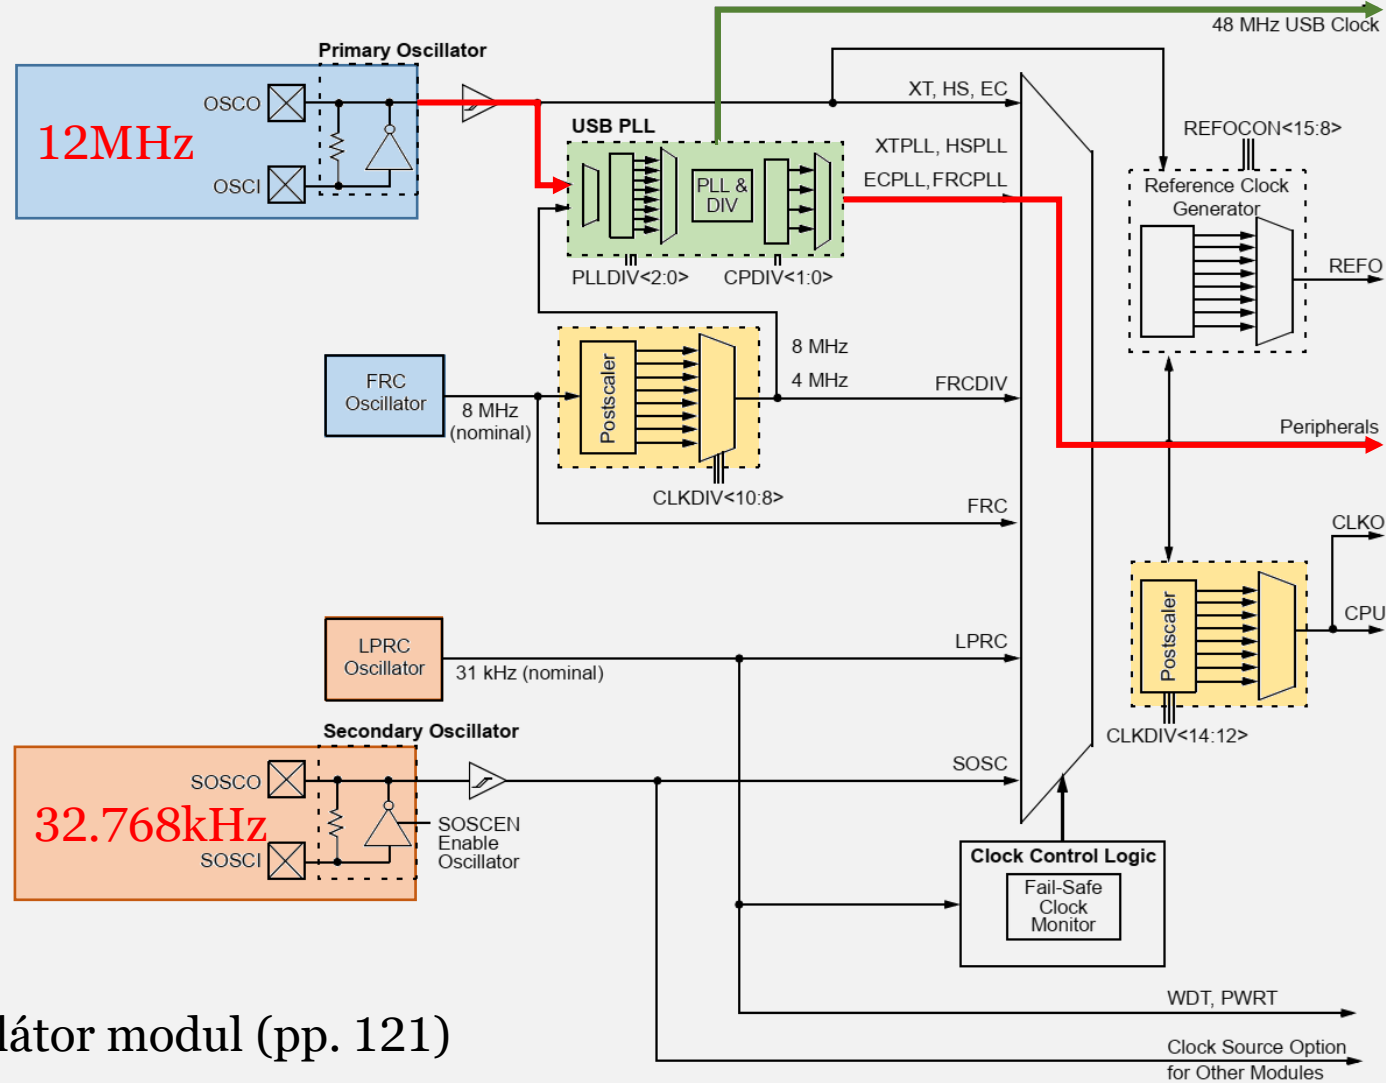 48 MHz USB Clock
Primary Oscillator
OSCO
12MHz
OSCI
XT, HS, EC
USB PLL
XTPLL, HSPLL
ECPLL,FRCPLL
PLL &
DIV
PLLDIV<2:0>
CPDIV<1:0>
REFOCON<15:8>
Reference Clock
Generator
REFO
FRC
Oscillator
8 MHz
(nominal)
Postscaler
8 MHz
4 MHz
FRCDIV
CLKDIV<10:8>
Peripherals
FRC
CLKO
CPU
Postscaler
CLKDIV<14:12>
LPRC
Oscillator
31 kHz (nominal)
LPRC
Secondary Oscillator
SOSCO
32.768kHz
SOSCI
SOSCEN
Enable
Oscillator
SOSC
Clock Control Logic
Fail-Safe
Clock
Monitor
WDT, PWRT
Clock Source Option
for Other Modules
látor modul (pp. 121)